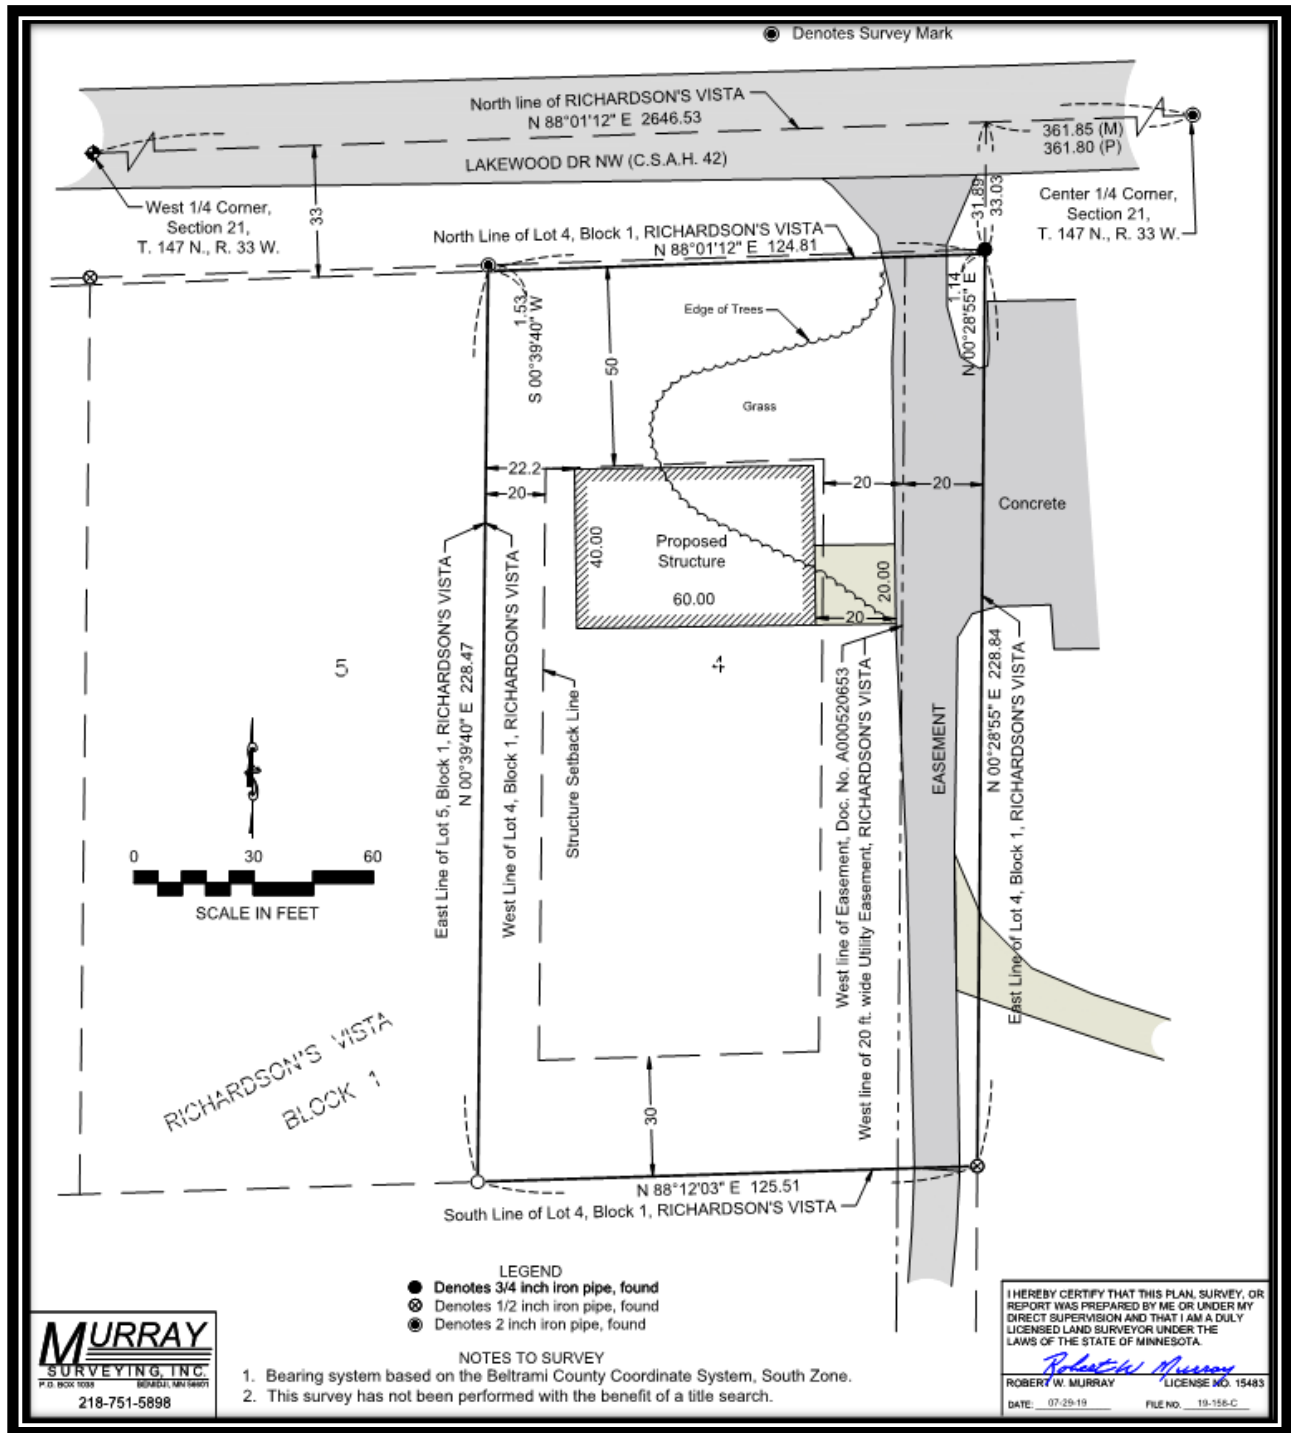 Denotes Survey Mark
North line of RICHARDSON'S VISTA
N 88°01'12" E 2646.53
361.85 (M)
361.80 (P)
LAKEWOOD DR NW (C.S.A.H. 42)
West 1/4 Corner,
Section 21,
T. 147 N., R. 33 W.
33
31.89
33.03
Center 1/4 Corner,
Section 21,
T. 147 N., R. 33 W.
North Line of Lot 4, Block 1, RICHARDSON'S VISTA
N 88°01'12" E 124.81
1.53
S 00°39'40" W
1.14
N 00°28'55" E
Edge of Trees
50
Grass
22.2
20
20
20
Concrete
40.00
Proposed
Structure
60.00
20.00
20
East Line of Lot 5, Block 1, RICHARDSON'S VISTA
N 00°39'40" E 228.47
West Line of Lot 4, Block 1, RICHARDSON'S VISTA
Structure Setback Line
5
4
West line of Easement, Doc. No. A000520653
West line of 20 ft. wide Utility Easement, RICHARDSON'S VISTA
EASEMENT
N 00°28'55" E 228.84
East Line of Lot 4, Block 1, RICHARDSON'S VISTA
0 30 60
SCALE IN FEET
RICHARDSON'S VISTA
BLOCK 1
30
N 88°12'03" E 125.51
South Line of Lot 4, Block 1, RICHARDSON'S VISTA
LEGEND
Denotes 3/4 inch iron pipe, found
Denotes 1/2 inch iron pipe, found
Denotes 2 inch iron pipe, found
NOTES TO SURVEY
1. Bearing system based on the Beltrami County Coordinate System, South Zone.
2. This survey has not been performed with the benefit of a title search.
MURRAY
SURVEYING, INC.
P.O. BOX 1038 BEMIDJI, MN 56601
218-751-5898
I HEREBY CERTIFY THAT THIS PLAN, SURVEY, OR
REPORT WAS PREPARED BY ME OR UNDER MY
DIRECT SUPERVISION AND THAT I AM A DULY
LICENSED LAND SURVEYOR UNDER THE
LAWS OF THE STATE OF MINNESOTA.
Robert W Murray
ROBERT W. MURRAY LICENSE NO. 15483
DATE: 07-29-19 FILE NO. 19-156-C